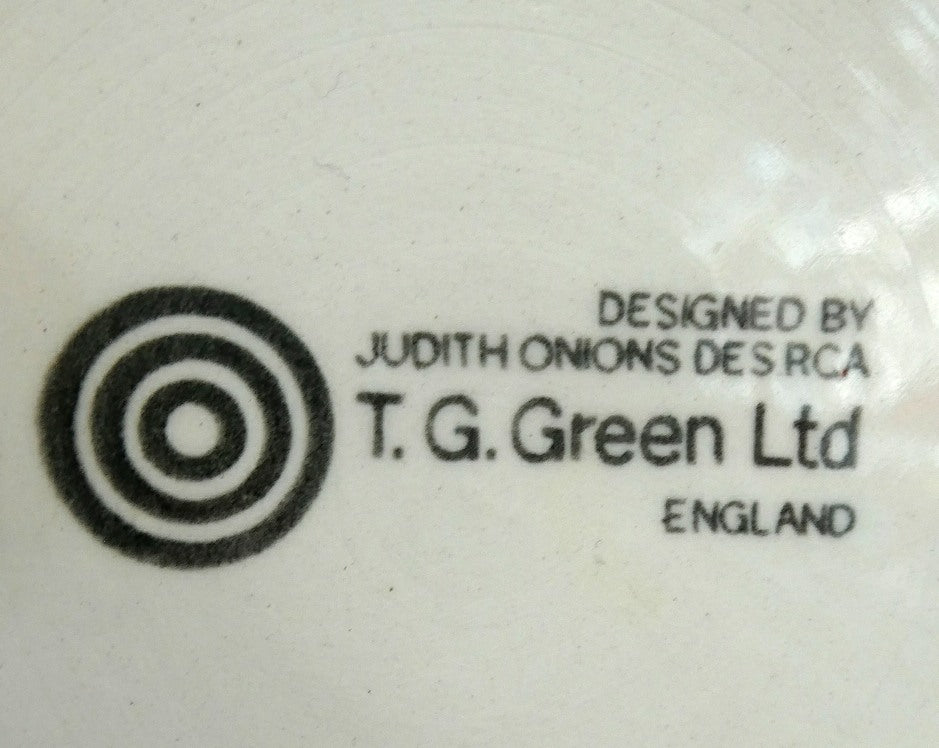 DESIGNED BY
JUDITH ONIONS DES RCA
T. G. Green Ltd
ENGLAND